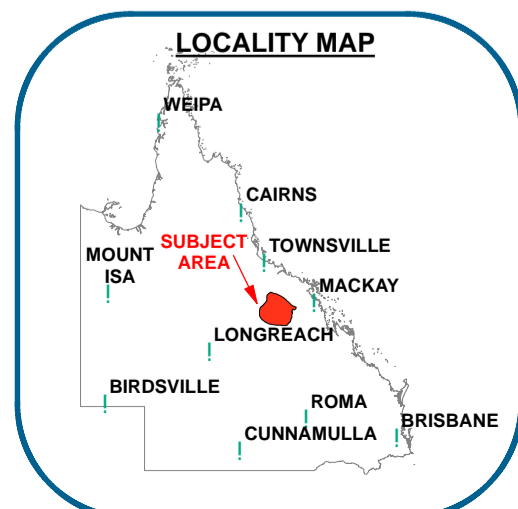 LOCALITY MAP
WEIPA
CAIRNS
SUBJECT
AREA
TOWNSVILLE
MOUNT
ISA
MACKAY
LONGREACH
BIRDSVILLE
ROMA
BRISBANE
CUNNAMULLA